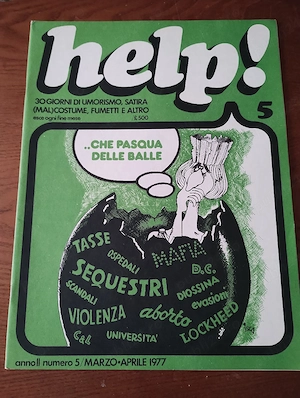 help!
30 GIORNI DI UMORISMO, SATIRA
(MAL)COSTUME, FUMETTI E ALTRO
esce ogni fine mese
£.500
5
..CHE PASQUA
DELLE BALLE
TASSE
OSPEDALI
MAFIA
SEQUESTRI
D.C.
DIOSSINA
SCANDALI
evasioni
VIOLENZA
aborto
LOCKHEED
UNIVERSITA'
anno II numero 5 / MARZO-APRILE 1977